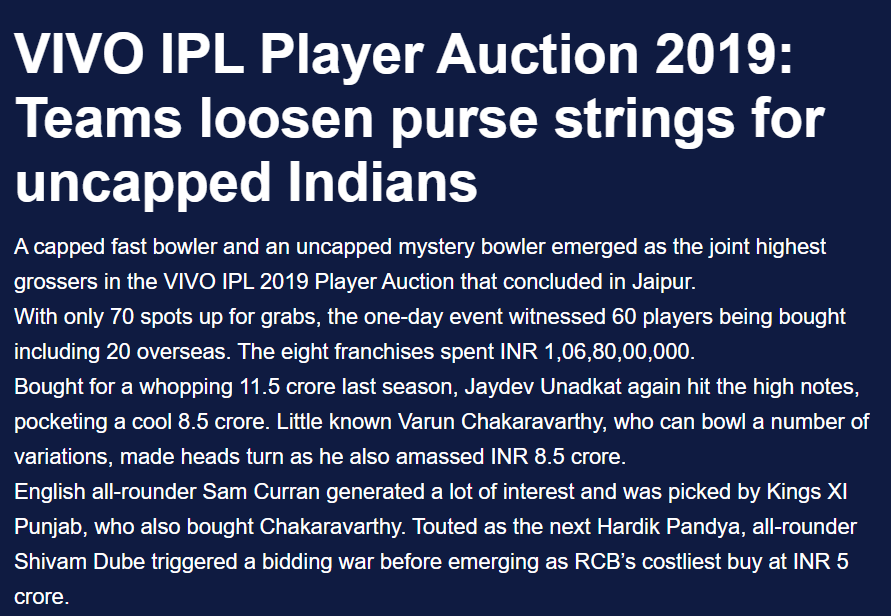 VIVO IPL Player Auction 2019:
Teams loosen purse strings for
uncapped Indians
A capped fast bowler and an uncapped mystery bowler emerged as the joint highest
grossers in the VIVO IPL 2019 Player Auction that concluded in Jaipur.
With only 70 spots up for grabs, the one-day event witnessed 60 players being bought
including 20 overseas. The eight franchises spent INR 1,06,80,00,000.
Bought for a whopping 11.5 crore last season, Jaydev Unadkat again hit the high notes,
pocketing a cool 8.5 crore. Little known Varun Chakaravarthy, who can bowl a number of
variations, made heads turn as he also amassed INR 8.5 crore.
English all-rounder Sam Curran generated a lot of interest and was picked by Kings XI
Punjab, who also bought Chakaravarthy. Touted as the next Hardik Pandya, all-rounder
Shivam Dube triggered a bidding war before emerging as RCB’s costliest buy at INR 5
crore.